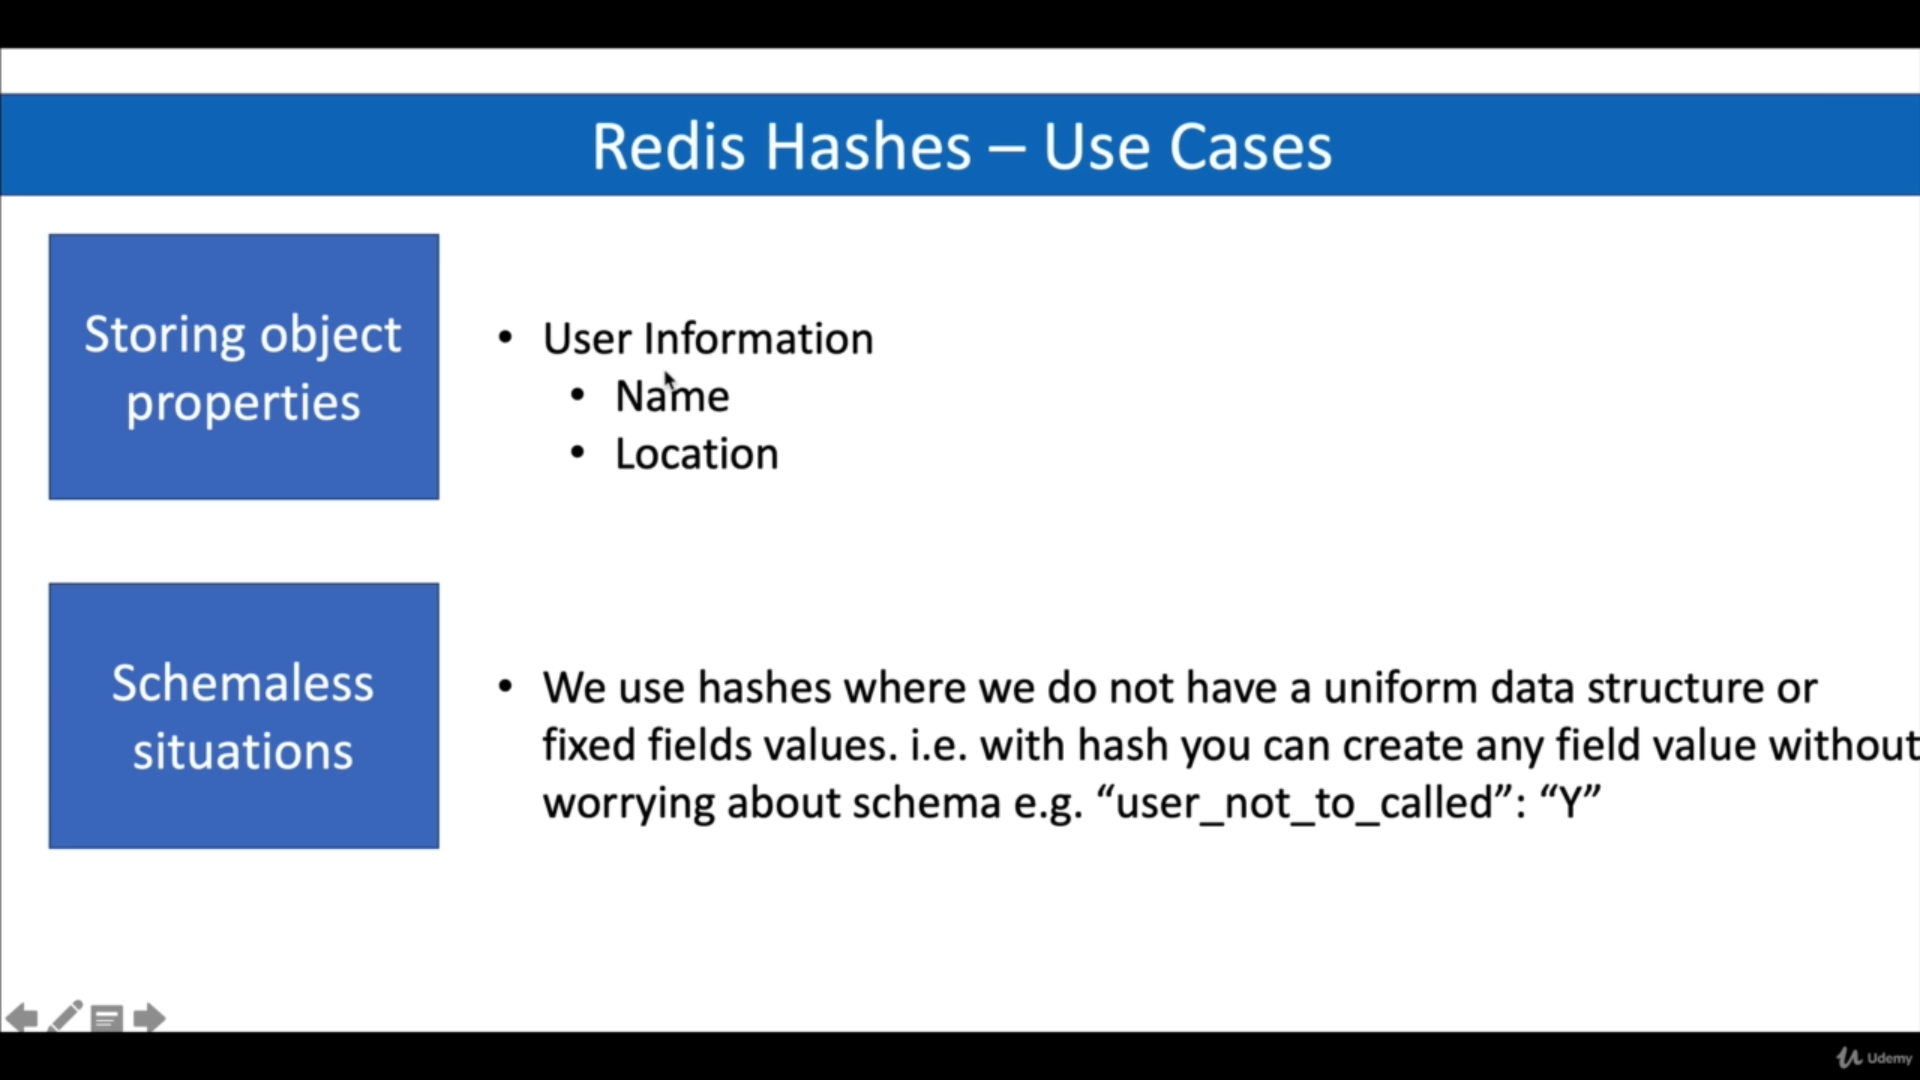 Redis Hashes – Use Cases
Storing object
properties
• User Information
• Name
• Location
Schemaless
situations
• We use hashes where we do not have a uniform data structure or
fixed fields values. i.e. with hash you can create any field value without
worrying about schema e.g. “user_not_to_called”: “Y”
Udemy